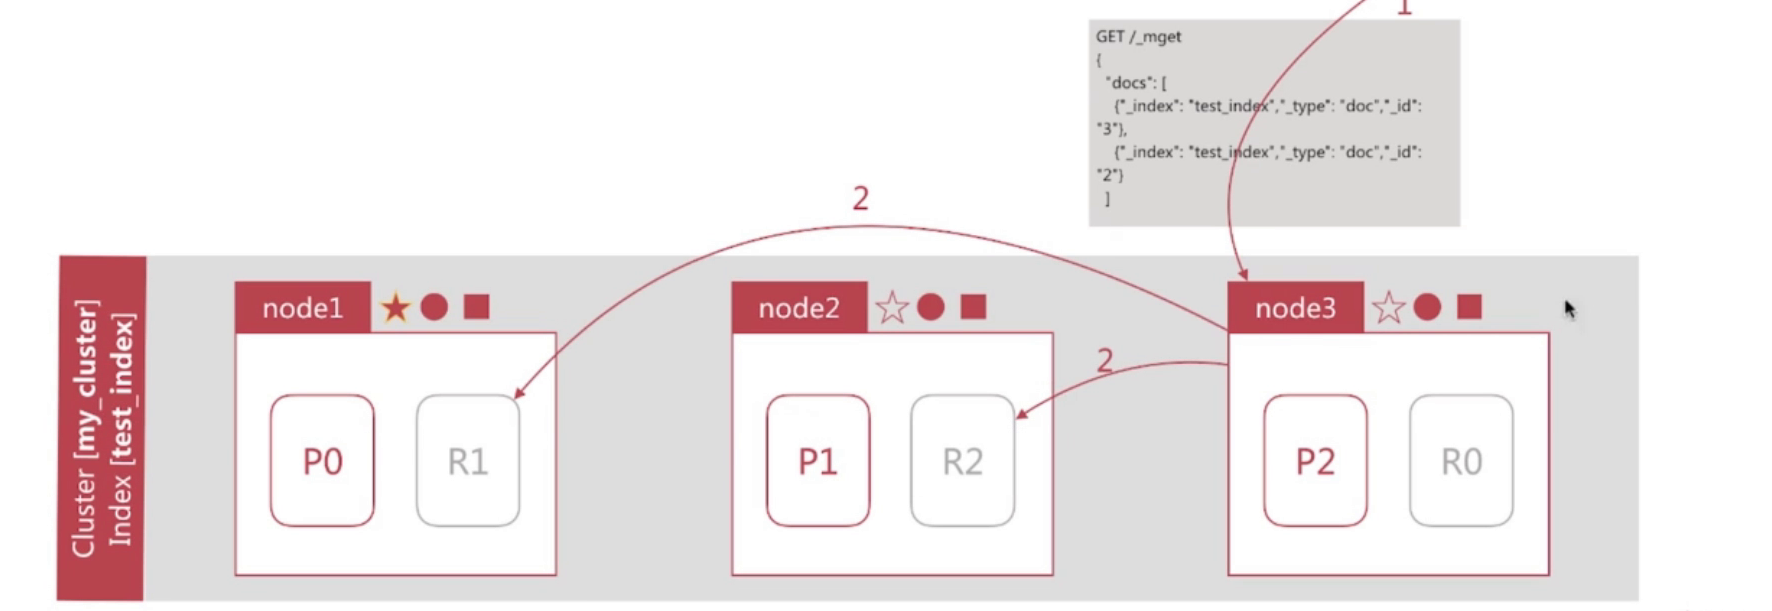 1
GET /_mget
{
"docs": [
{"_index": "test_index","_type": "doc","_id":
"3"},
{"_index": "test_index","_type": "doc","_id":
"2"}
]
2
Cluster [my_cluster]
Index [test_index]
node1
node2
node3
2
P0
R1
P1
R2
P2
R0